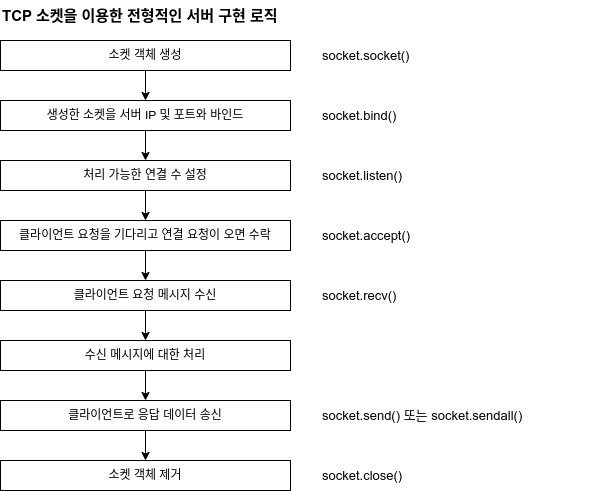 TCP 소켓을 이용한 전형적인 서버 구현 로직
소켓 객체 생성 socket.socket()
생성한 소켓을 서버 IP 및 포트와 바인드 socket.bind()
처리 가능한 연결 수 설정 socket.listen()
클라이언트 요청을 기다리고 연결 요청이 오면 수락 socket.accept()
클라이언트 요청 메시지 수신 socket.recv()
수신 메시지에 대한 처리
클라이언트로 응답 데이터 송신 socket.send() 또는 socket.sendall()
소켓 객체 제거 socket.close()